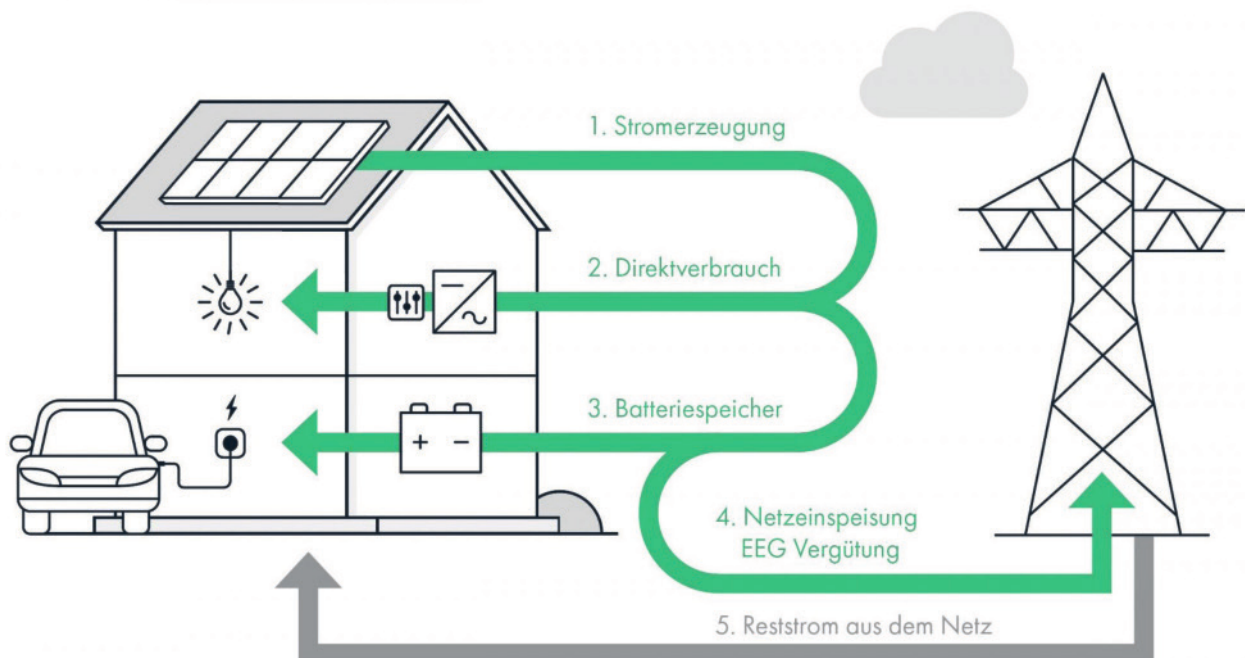 1. Stromerzeugung
2. Direktverbrauch
3. Batteriespeicher
4. Netzeinspeisung
EEG Vergütung
5. Reststrom aus dem Netz